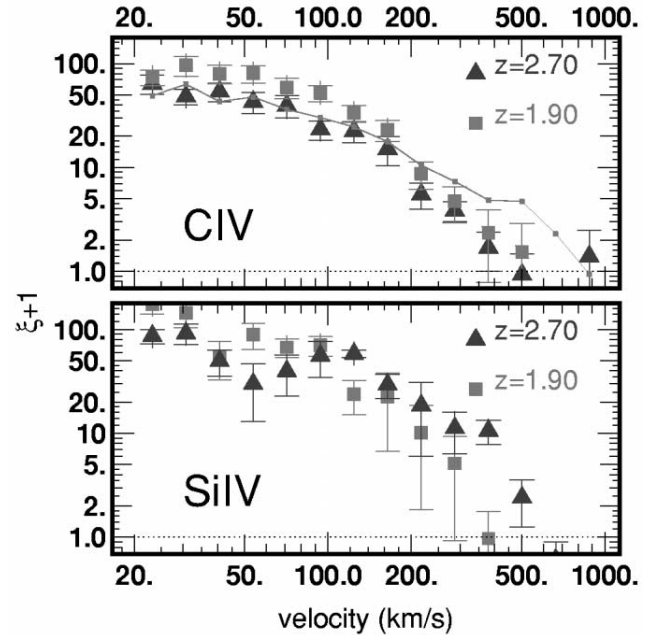 20. 50. 100.0 200. 500. 1000.
100.
50.
20.
10.
5.
2.
1.0
z=2.70
z=1.90
CIV
ξ+1
100.
50.
20.
10.
5.
2.
1.0
z=2.70
z=1.90
SiIV
20. 50. 100.0 200. 500. 1000.
velocity (km/s)